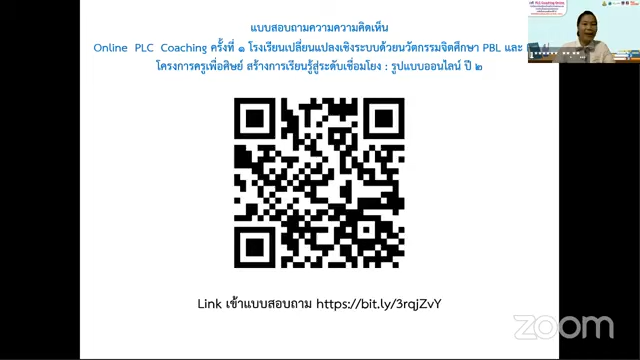 แบบสอบถามความความคิดเห็น
Online PLC Coaching ครั้งที่ ๑ โรงเรียนเปลี่ยนแปลงเชิงระบบด้วยนวัตกรรมจิตศึกษา PBL และ
โครงการครูเพื่อศิษย์ สร้างการเรียนรู้สู่ระดับเชื่อมโยง : รูปแบบออนไลน์ ปี ๒
Link เข้าแบบสอบถาม https://bit.ly/3rqjZvY
zoom